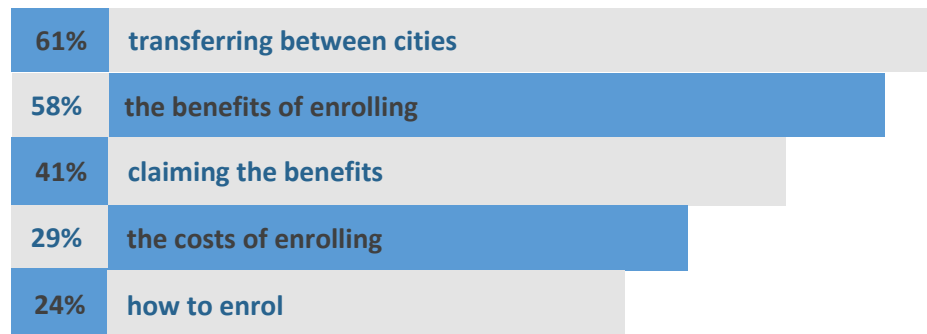 61% transferring between cities
58% the benefits of enrolling
41% claiming the benefits
29% the costs of enrolling
24% how to enrol